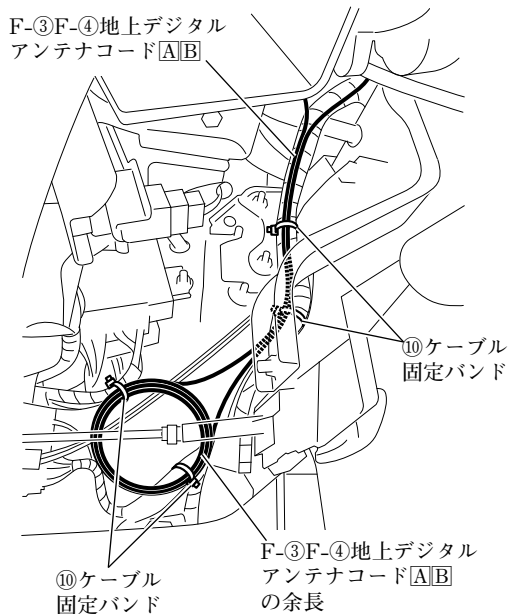 F-③F-④地上デジタル
アンテナコード🄰🄱
⑩ケーブル
固定バンド
F-③F-④地上デジタル
アンテナコード🄰🄱
の余長
⑩ケーブル
固定バンド